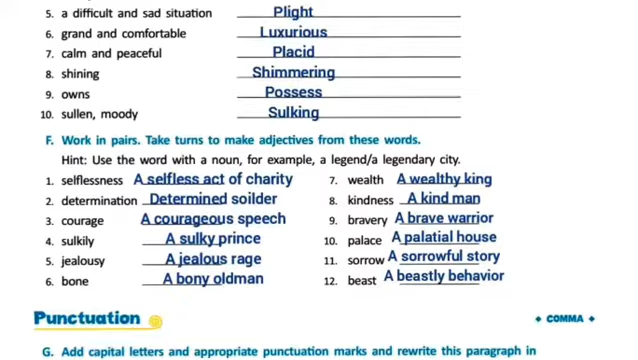 5. a difficult and sad situation Plight
6. grand and comfortable Luxurious
7. calm and peaceful Placid
8. shining Shimmering
9. owns Possess
10. sullen, moody Sulking
F. Work in pairs. Take turns to make adjectives from these words.
Hint: Use the word with a noun, for example, a legend/a legendary city.
1. selflessness A selfless act of charity
2. determination Determined soilder
3. courage A courageous speech
4. sulkily A sulky prince
5. jealousy A jealous rage
6. bone A bony oldman
7. wealth A wealthy king
8. kindness A kind man
9. bravery A brave warrior
10. palace A palatial house
11. sorrow A sorrowful story
12. beast A beastly behavior
Punctuation
COMMA
G. Add capital letters and appropriate punctuation marks and rewrite this paragraph in